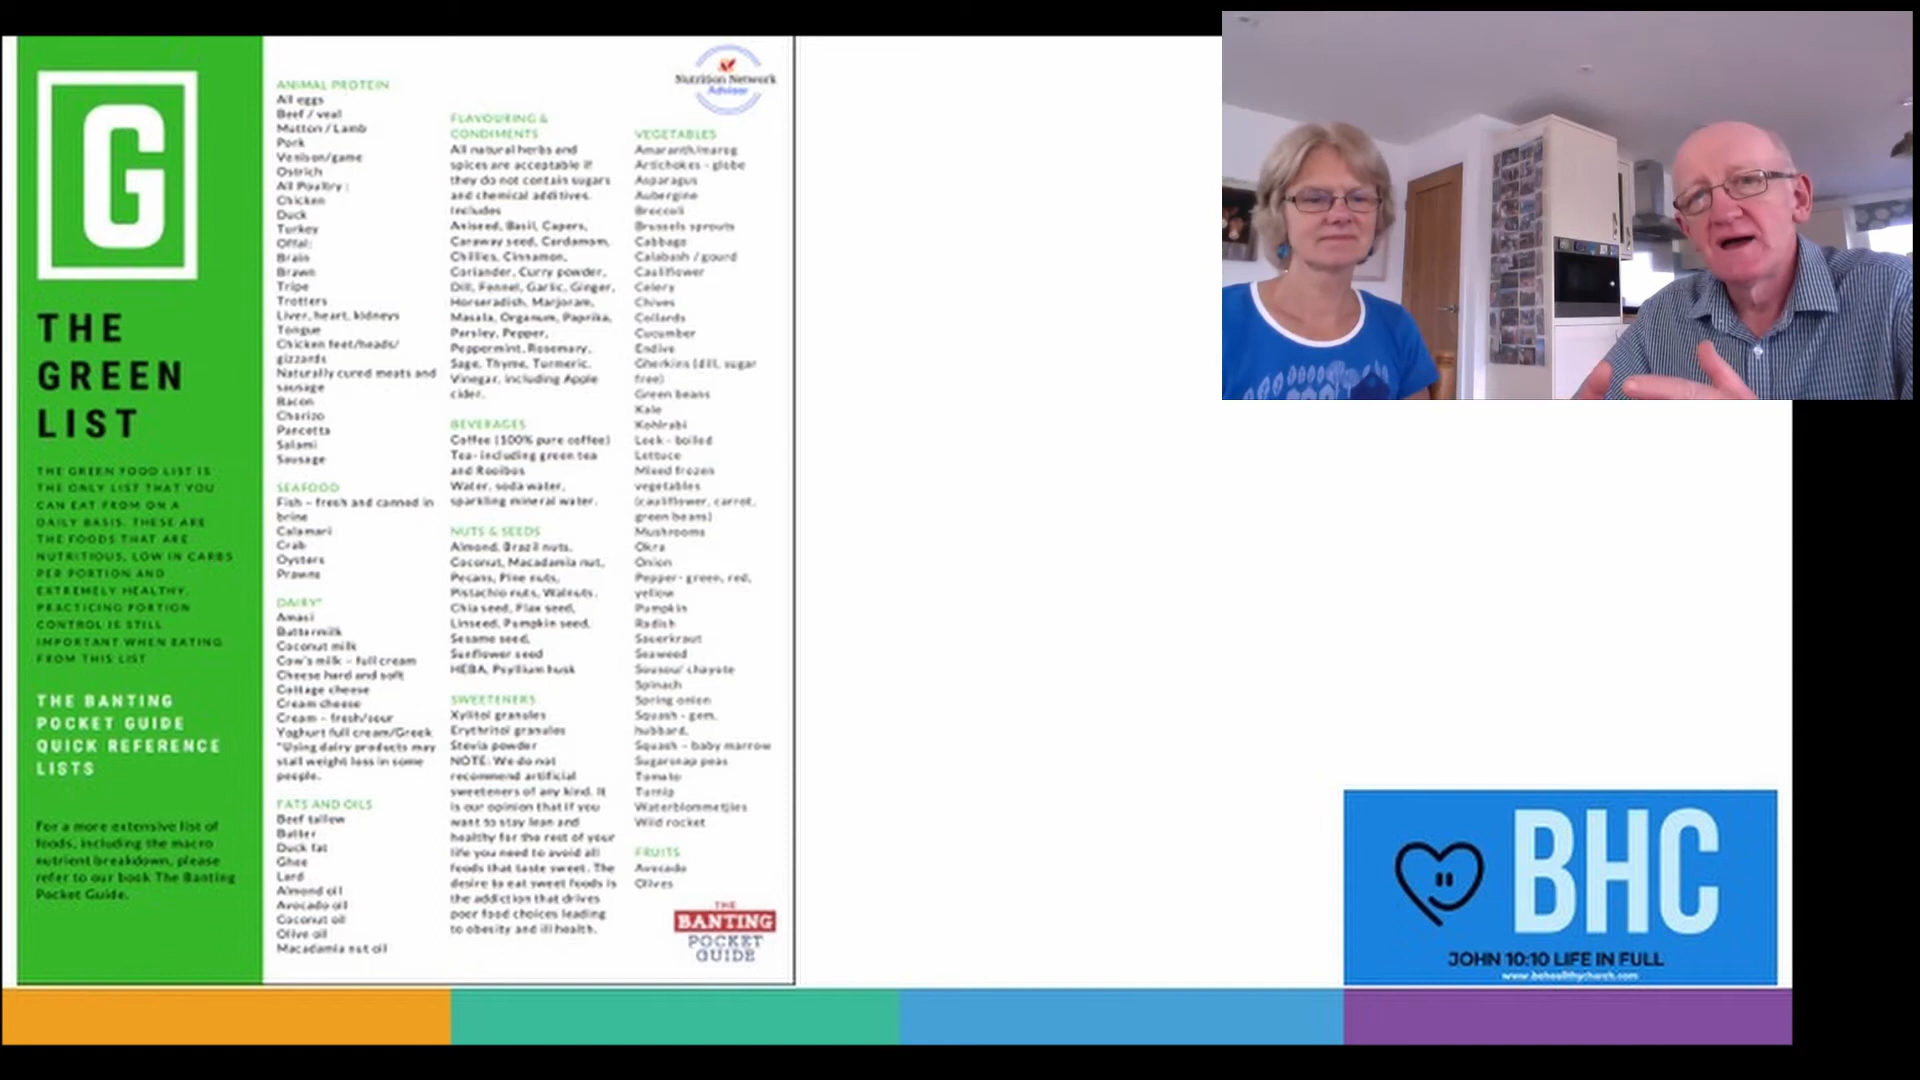 G
THE
GREEN
LIST
THE GREEN FOOD LIST IS
THE ONLY LIST THAT YOU
CAN EAT FROM ON A
DAILY BASIS. THESE ARE
THE FOODS THAT ARE
NUTRITIOUS, LOW IN CARBS
PER PORTION AND
EXTREMELY HEALTHY.
PRACTICING PORTION
CONTROL IS STILL
IMPORTANT WHEN EATING
FROM THIS LIST
THE BANTING
POCKET GUIDE
QUICK REFERENCE
LISTS
For a more extensive list of
foods, including the macro
nutrient breakdown, please
refer to our book The Banting
Pocket Guide.
ANIMAL PROTEIN
All eggs
Beef / veal
Mutton / Lamb
Pork
Venison/game
Ostrich
All Poultry :
Chicken
Duck
Turkey
Offal:
Brain
Brawn
Tripe
Trotters
Liver, heart, kidneys
Tongue
Chicken feet/heads/
gizzards
Naturally cured meats and
sausage
Bacon
Chorizo
Pancetta
Salami
Sausage
SEAFOOD
Fish – fresh and canned in
brine
Calamari
Crab
Oysters
Prawns
DAIRY*
Amasi
Buttermilk
Coconut milk
Cow's milk – full cream
Cheese hard and soft
Cottage cheese
Cream cheese
Cream – fresh/sour
Yoghurt full cream/Greek
*Using dairy products may
stall weight loss in some
people.
FATS AND OILS
Beef tallow
Butter
Duck fat
Ghee
Lard
Almond oil
Avocado oil
Coconut oil
Olive oil
Macadamia nut oil
FLAVOURING &
CONDIMENTS
All natural herbs and
spices are acceptable if
they do not contain sugars
and chemical additives.
Includes
Aniseed, Basil, Capers,
Caraway seed, Cardamom,
Chillies, Cinnamon,
Coriander, Curry powder,
Dill, Fennel, Garlic, Ginger,
Horseradish, Marjoram,
Masala, Organum, Paprika,
Parsley, Pepper,
Peppermint, Rosemary,
Sage, Thyme, Turmeric,
Vinegar, including Apple
cider.
BEVERAGES
Coffee (100% pure coffee)
Tea- including green tea
and Rooibos
Water, soda water,
sparkling mineral water.
NUTS & SEEDS
Almond, Brazil nuts,
Coconut, Macadamia nut,
Pecans, Pine nuts,
Pistachio nuts, Walnuts,
Chia seed, Flax seed,
Linseed, Pumpkin seed,
Sesame seed,
Sunflower seed
HEBA, Psyllium husk
SWEETENERS
Xylitol granules
Erythritol granules
Stevia powder
NOTE: We do not
recommend artificial
sweeteners of any kind. It
is our opinion that if you
want to stay lean and
healthy for the rest of your
life you need to avoid all
foods that taste sweet. The
desire to eat sweet foods is
the addiction that drives
poor food choices leading
to obesity and ill health.
Nutrition Network
Advisor
VEGETABLES
Amaranth/marog
Artichokes - globe
Asparagus
Aubergine
Broccoli
Brussels sprouts
Cabbage
Calabash / gourd
Cauliflower
Celery
Chives
Collards
Cucumber
Endive
Gherkins (dill, sugar
free)
Green beans
Kale
Kohlrabi
Leek - boiled
Lettuce
Mixed frozen
vegetables
(cauliflower, carrot,
green beans)
Mushrooms
Okra
Onion
Pepper- green, red,
yellow
Pumpkin
Radish
Sauerkraut
Seaweed
Sousou/ chayote
Spinach
Spring onion
Squash - gem,
hubbard,
Squash – baby marrow
Sugarsnap peas
Tomato
Turnip
Waterblommetjies
Wild rocket
FRUITS
Avocado
Olives
THE
BANTING
POCKET
GUIDE
BHC
JOHN 10:10 LIFE IN FULL
www.behealthychurch.com